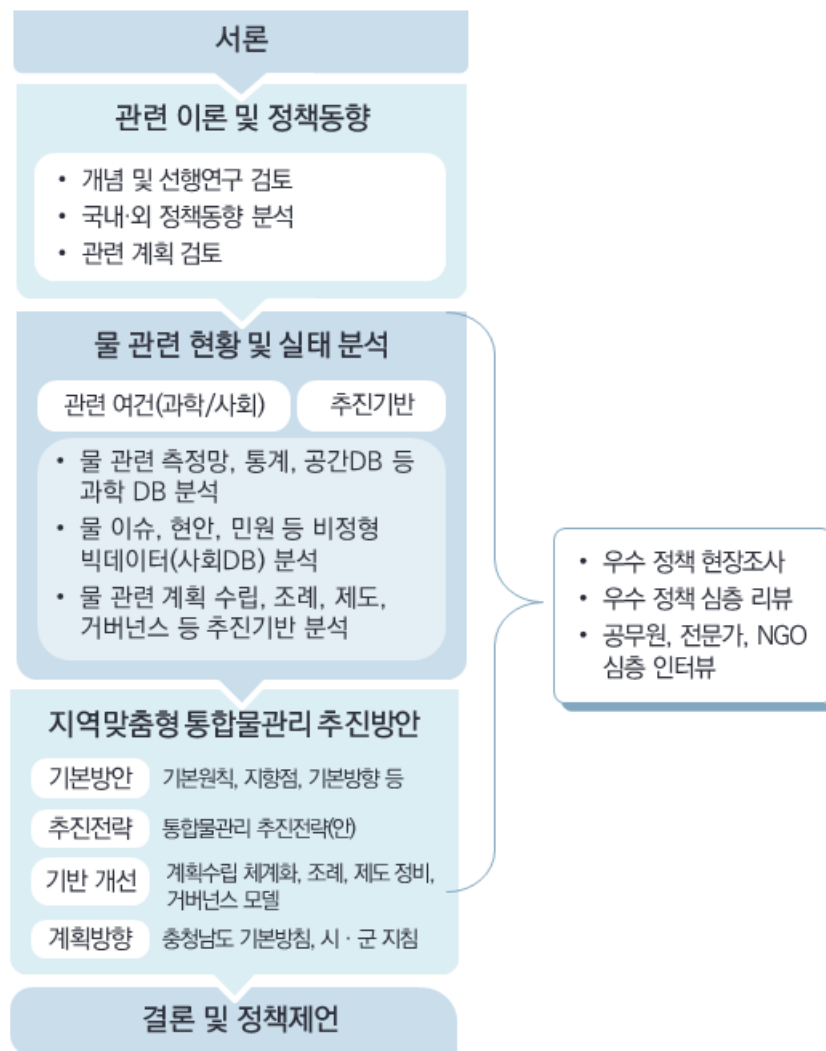 서론
관련 이론 및 정책동향
• 개념 및 선행연구 검토
• 국내·외 정책동향 분석
• 관련 계획 검토
물 관련 현황 및 실태 분석
관련 여건(과학/사회)
추진기반
• 물 관련 측정망, 통계, 공간DB 등
과학 DB 분석
• 물 이슈, 현안, 민원 등 비정형
빅데이터(사회DB) 분석
• 물 관련 계획 수립, 조례, 제도,
거버넌스 등 추진기반 분석
• 우수 정책 현장조사
• 우수 정책 심층 리뷰
• 공무원, 전문가, NGO
심층 인터뷰
지역맞춤형 통합물관리 추진방안
기본방안 기본원칙, 지향점, 기본방향 등
추진전략 통합물관리 추진전략(안)
기반 개선 계획수립 체계화, 조례, 제도 정비,
거버넌스 모델
계획방향 충청남도 기본방침, 시·군 지침
결론 및 정책제언